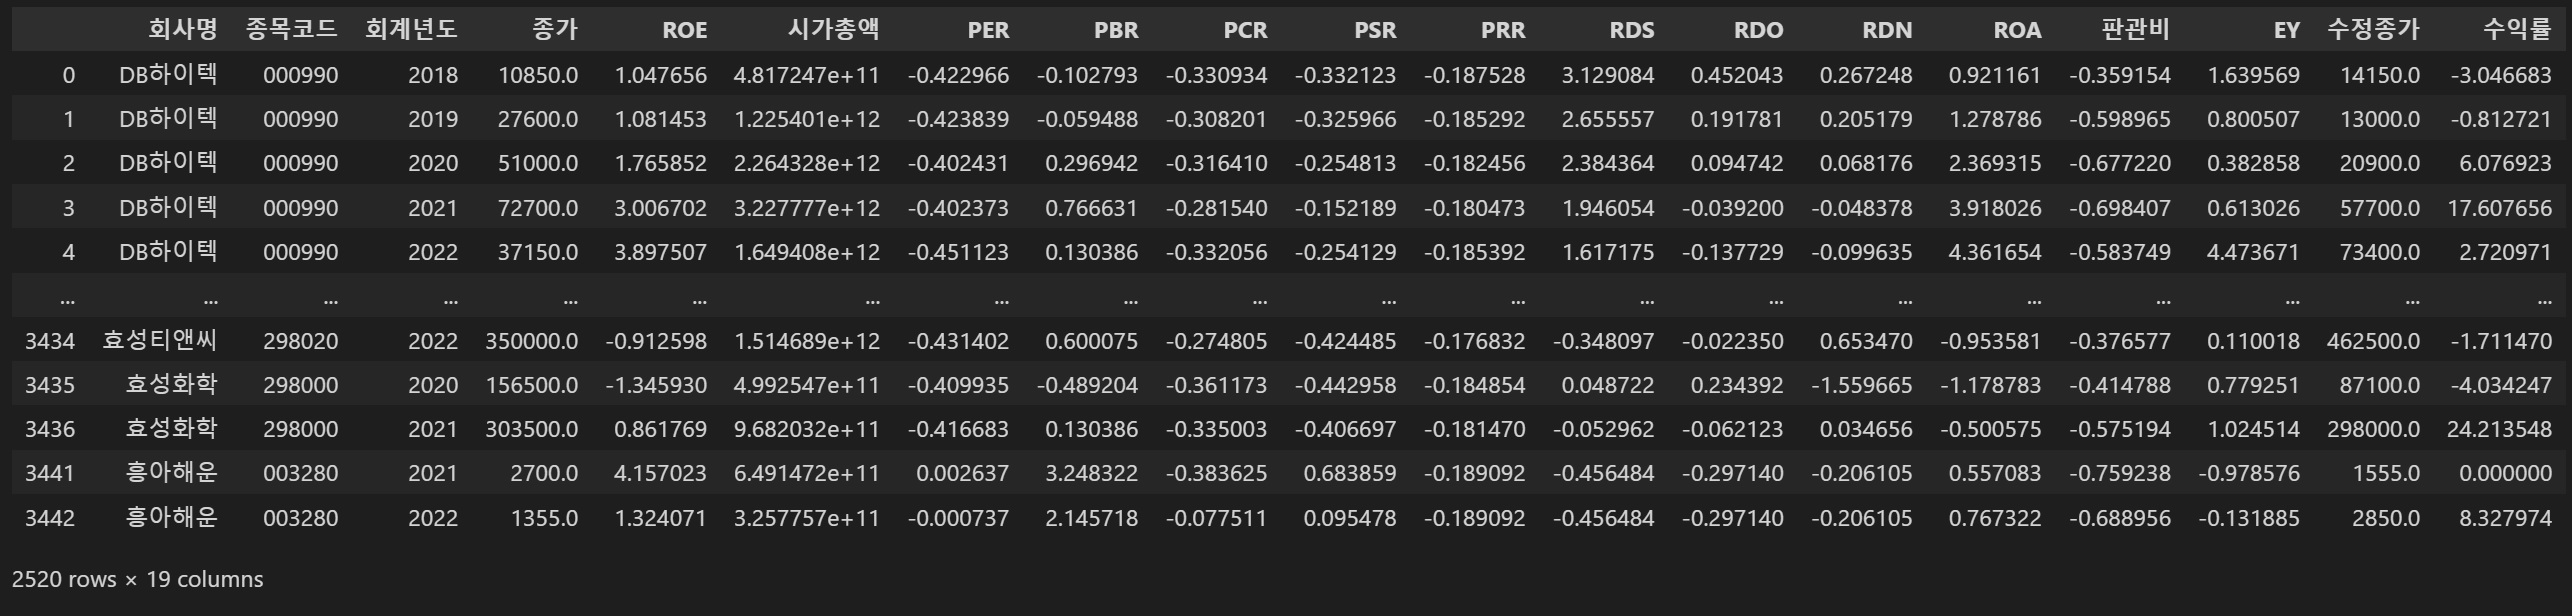 회사명 종목코드 회계년도 종가 ROE 시가총액 PER PBR PCR PSR PRR RDS RDO RDN ROA 판관비 EY 수정종가 수익률
0 DB하이텍 000990 2018 10850.0 1.047656 4.817247e+11 -0.422966 -0.102793 -0.330934 -0.332123 -0.187528 3.129084 0.452043 0.267248 0.921161 -0.359154 1.639569 14150.0 -3.046683
1 DB하이텍 000990 2019 27600.0 1.081453 1.225401e+12 -0.423839 -0.059488 -0.308201 -0.325966 -0.185292 2.655557 0.191781 0.205179 1.278786 -0.598965 0.800507 13000.0 -0.812721
2 DB하이텍 000990 2020 51000.0 1.765852 2.264328e+12 -0.402431 0.296942 -0.316410 -0.254813 -0.182456 2.384364 0.094742 0.068176 2.369315 -0.677220 0.382858 20900.0 6.076923
3 DB하이텍 000990 2021 72700.0 3.006702 3.227777e+12 -0.402373 0.766631 -0.281540 -0.152189 -0.180473 1.946054 -0.039200 -0.048378 3.918026 -0.698407 0.613026 57700.0 17.607656
4 DB하이텍 000990 2022 37150.0 3.897507 1.649408e+12 -0.451123 0.130386 -0.332056 -0.254129 -0.185392 1.617175 -0.137729 -0.099635 4.361654 -0.583749 4.473671 73400.0 2.720971
... ... ... ... ... ... ... ... ... ... ... ... ... ... ... ... ... ... ... ...
3434 효성티앤씨 298020 2022 350000.0 -0.912598 1.514689e+12 -0.431402 0.600075 -0.274805 -0.424485 -0.176832 -0.348097 -0.022350 0.653470 -0.953581 -0.376577 0.110018 462500.0 -1.711470
3435 효성화학 298000 2020 156500.0 -1.345930 4.992547e+11 -0.409935 -0.489204 -0.361173 -0.442958 -0.184854 0.048722 0.234392 -1.559665 -1.178783 -0.414788 0.779251 87100.0 -4.034247
3436 효성화학 298000 2021 303500.0 0.861769 9.682032e+11 -0.416683 0.130386 -0.335003 -0.406697 -0.181470 -0.052962 -0.062123 0.034656 -0.500575 -0.575194 1.024514 298000.0 24.213548
3441 흥아해운 003280 2021 2700.0 4.157023 6.491472e+11 0.002637 3.248322 -0.383625 0.683859 -0.189092 -0.456484 -0.297140 -0.206105 0.557083 -0.759238 -0.978576 1555.0 0.000000
3442 흥아해운 003280 2022 1355.0 1.324071 3.257757e+11 -0.000737 2.145718 -0.077511 0.095478 -0.189092 -0.456484 -0.297140 -0.206105 0.767322 -0.688956 -0.131885 2850.0 8.327974
2520 rows × 19 columns